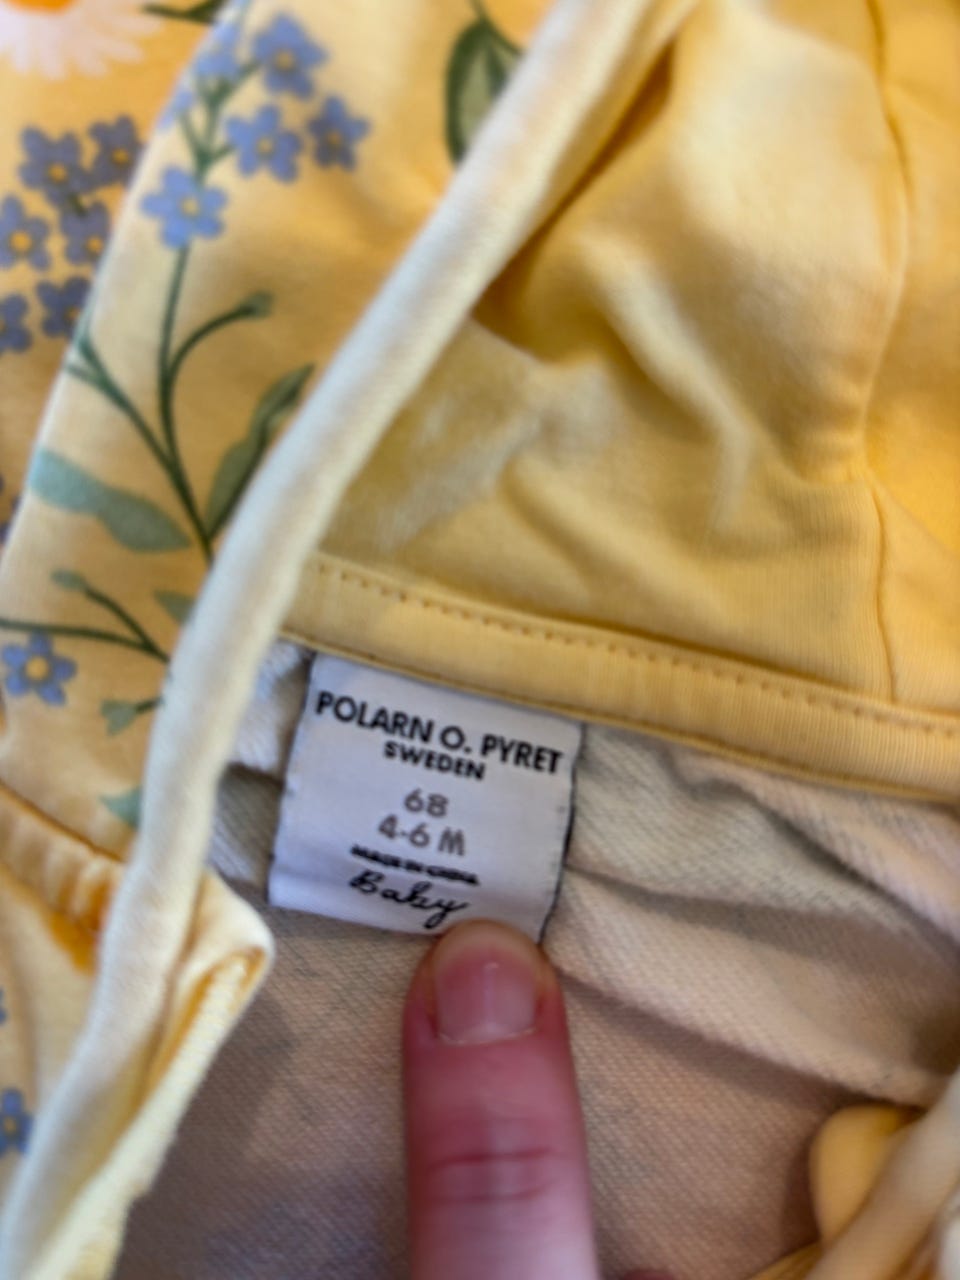 POLARN O. PYRET
SWEDEN
68
4-6 M
MADE IN CHINA
Baby